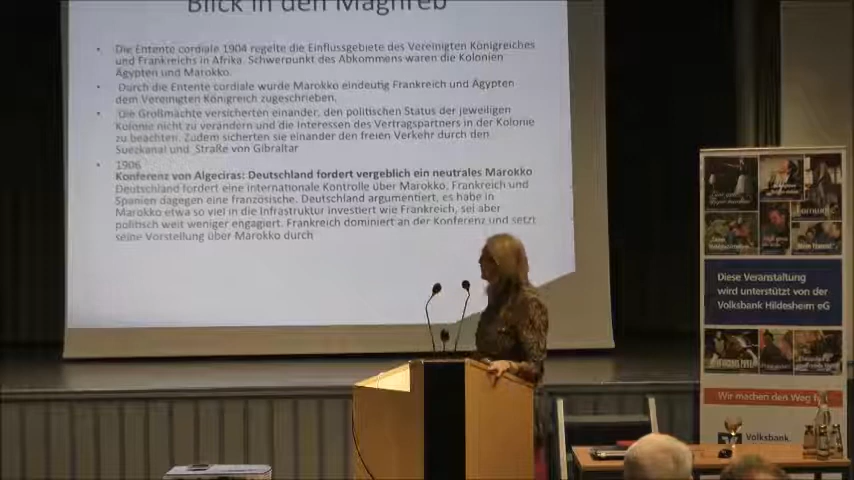 Blick in den Maghreb
• Die Entente cordiale 1904 regelte die Einflussgebiete des Vereinigten Königreiches
und Frankreichs in Afrika. Schwerpunkt des Abkommens waren die Kolonien
Ägypten und Marokko.
• Durch die Entente cordiale wurde Marokko eindeutig Frankreich und Ägypten
dem Vereinigten Königreich zugeschrieben.
• Die Großmächte versicherten einander, den politischen Status der jeweiligen
Kolonie nicht zu verändern und die Interessen des Vertragspartners in der Kolonie
zu beachten. Zudem sicherten sie einander den freien Verkehr durch den
Suezkanal und Straße von Gibraltar
• 1906
Konferenz von Algeciras: Deutschland fordert vergeblich ein neutrales Marokko
Deutschland fordert eine internationale Kontrolle über Marokko, Frankreich und
Spanien dagegen eine französische. Deutschland argumentiert, es habe in
Marokko etwa so viel in die Infrastruktur investiert wie Frankreich, sei aber
politisch weit weniger engagiert. Frankreich dominiert an der Konferenz und setzt
seine Vorstellung über Marokko durch
Diese Veranstaltung
wird unterstützt von der
Volksbank Hildesheim eG
Wir machen den Weg frei
Volksbank